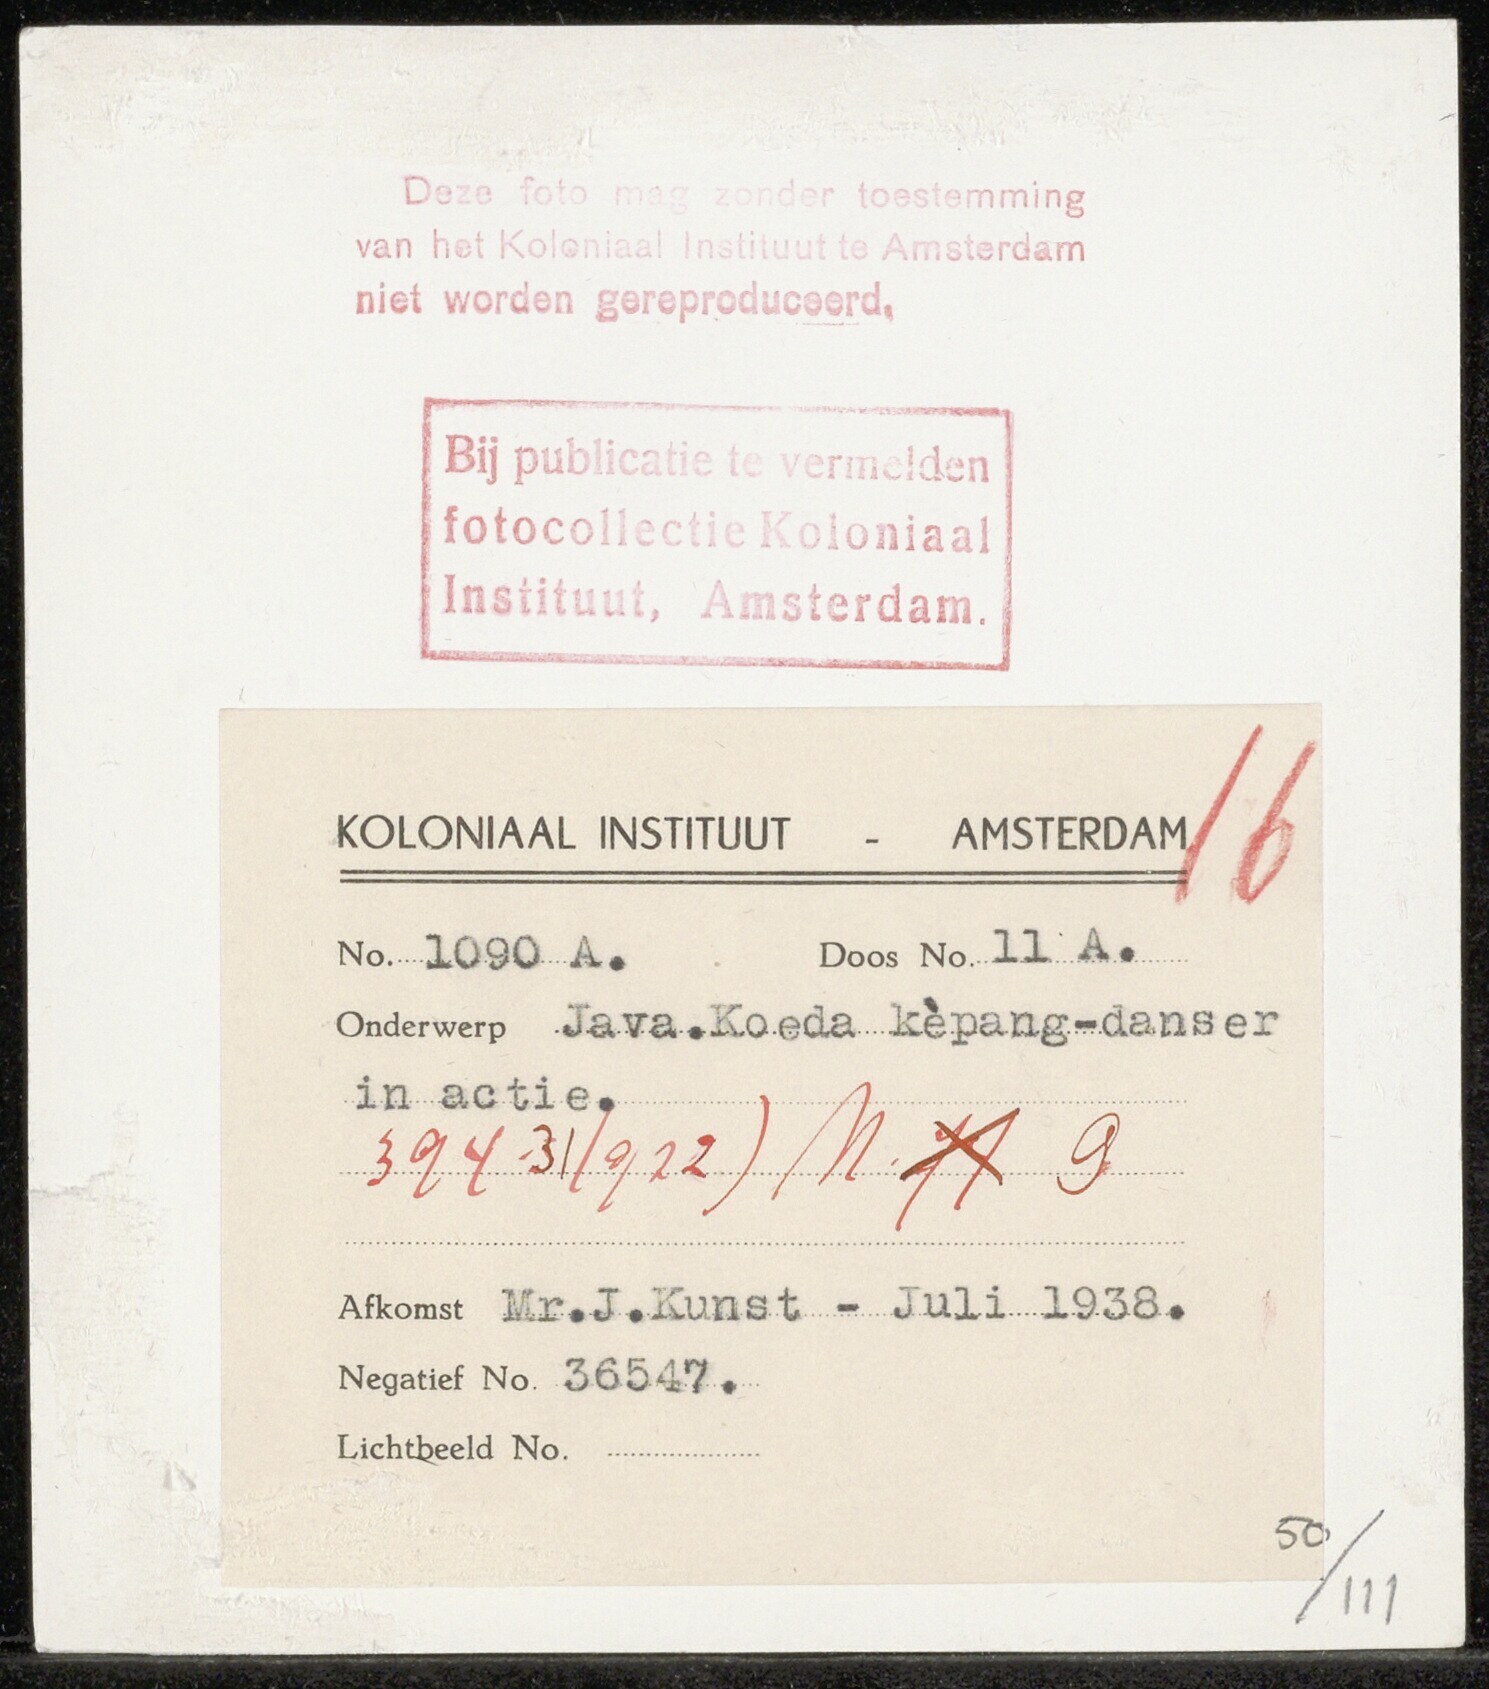 Deze foto mag zonder toestemming
van het Koloniaal Instituut te Amsterdam
niet worden gereproduceerd.
Bij publicatie te vermelden
fotocollectie Koloniaal
Instituut, Amsterdam.
16
KOLONIAAL INSTITUUT - AMSTERDAM
No. 1090 A. Doos No. 11 A.
Onderwerp Java.Koeda kèpang-danser
in actie.
394-31(922) N. 9
Afkomst Mr.J.Kunst - Juli 1938.
Negatief No. 36547.
Lichtbeeld No.
50/111